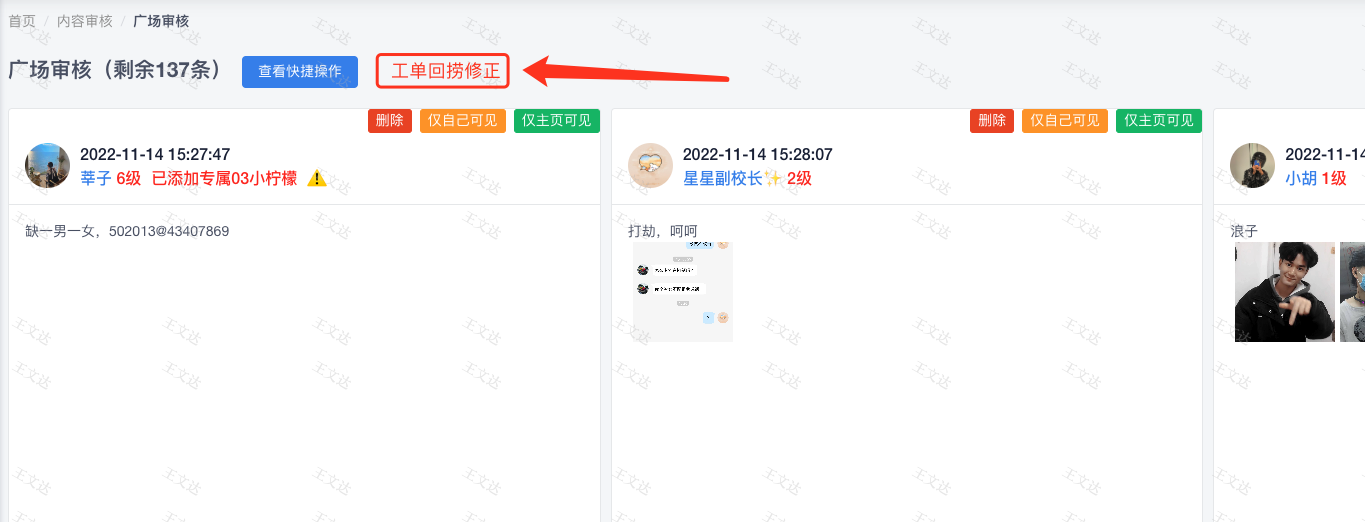 首页 / 内容审核 / 广场审核
广场审核（剩余137条） 查看快捷操作 工单回捞修正
删除 仅自己可见 仅主页可见
2022-11-14 15:27:47
莘子 6级 已添加专属03小柠檬
缺一男一女，502013@43407869
删除 仅自己可见 仅主页可见
2022-11-14 15:28:07
星星副校长✨ 2级
打劫，呵呵
2022-11-14
小胡 1级
浪子
王文达